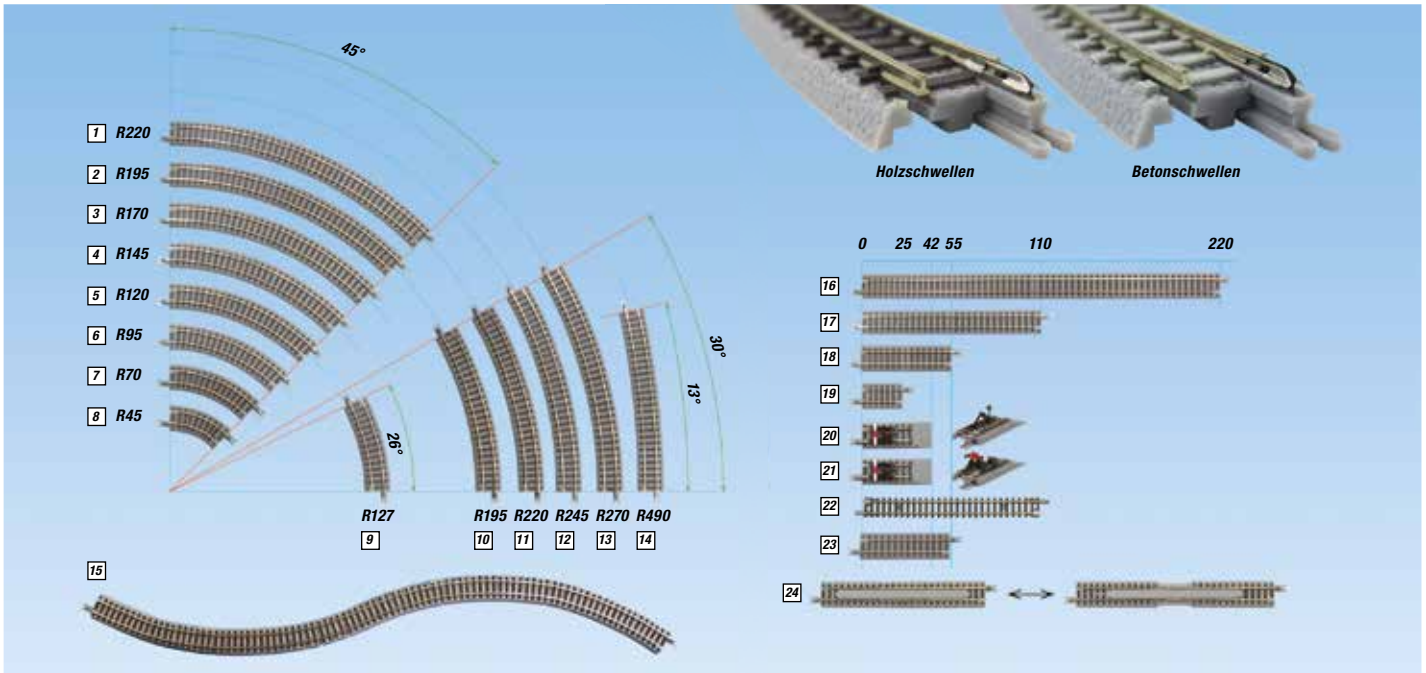 45°
1 R220
2 R195
3 R170
4 R145
5 R120
6 R95
7 R70
8 R45
26°
13°
30°
R127 R195 R220 R245 R270 R490
9 10 11 12 13 14
15
Holzschwellen Betonschwellen
0 25 42 55 110 220
16
17
18
19
20
21
22
23
24